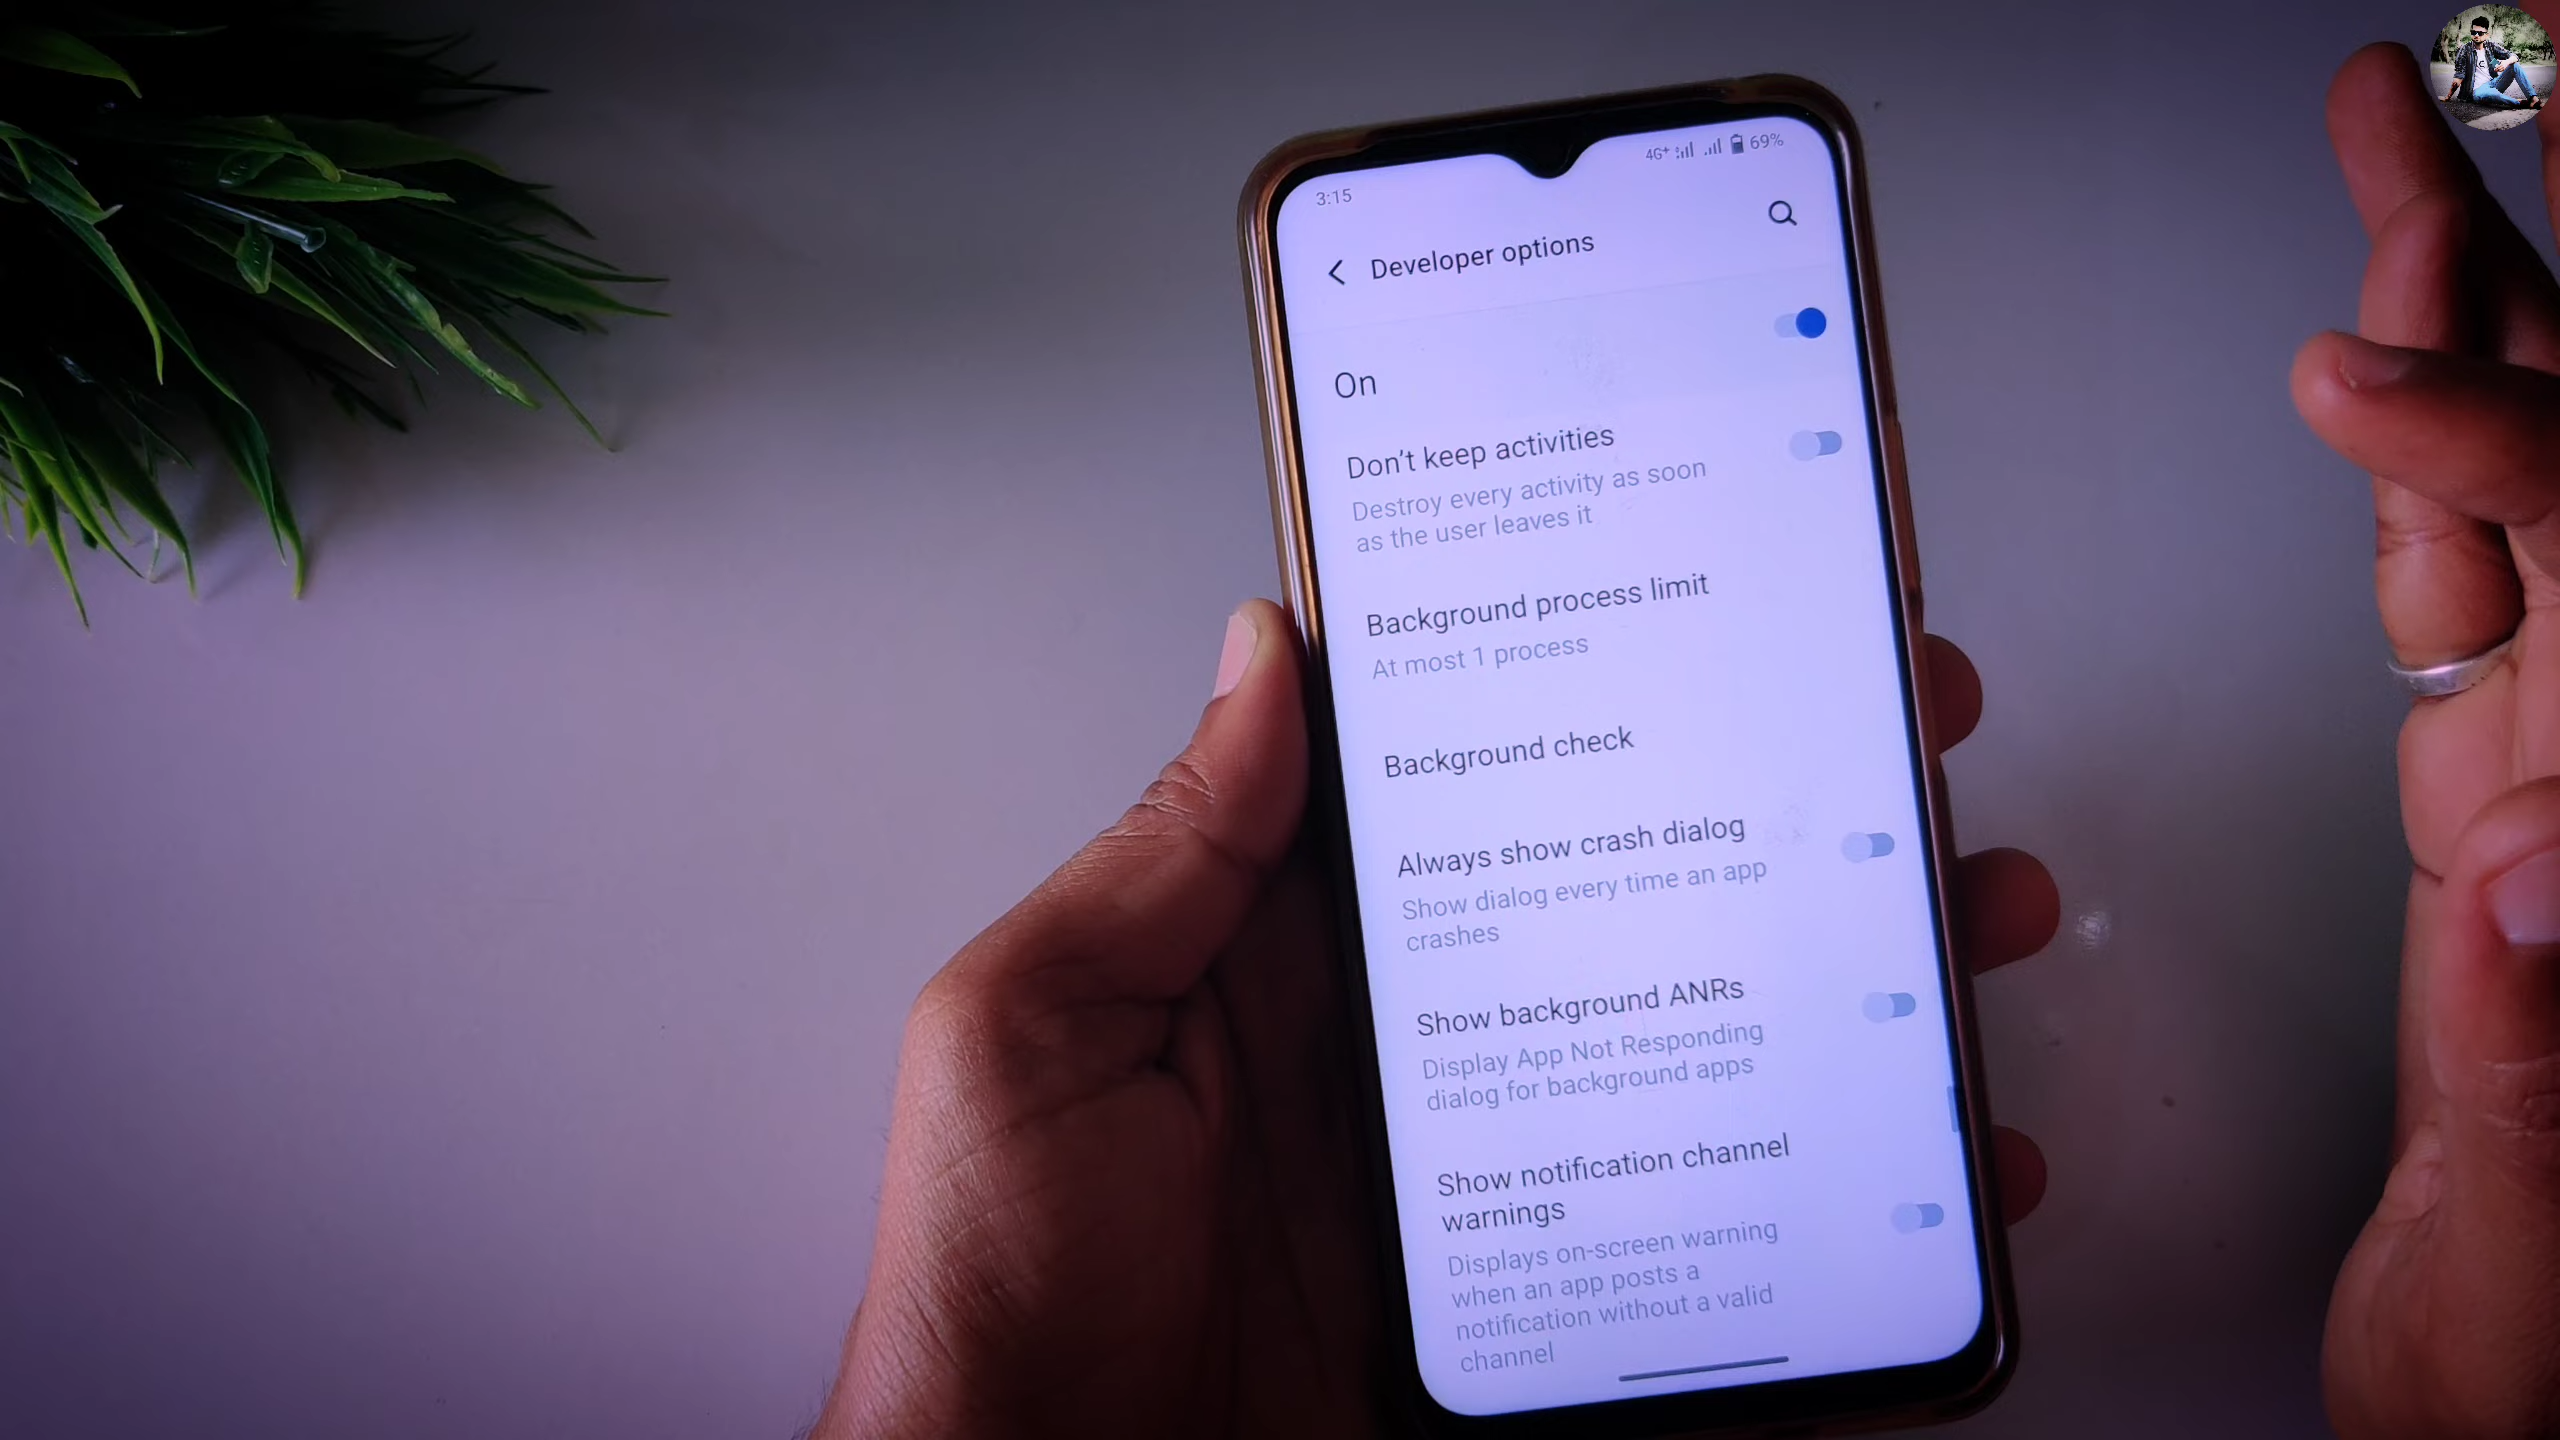 3:15
4G+ 69%
Developer options
On
Don't keep activities
Destroy every activity as soon
as the user leaves it
Background process limit
At most 1 process
Background check
Always show crash dialog
Show dialog every time an app
crashes
Show background ANRs
Display App Not Responding
dialog for background apps
Show notification channel
warnings
Displays on-screen warning
when an app posts a
notification without a valid
channel